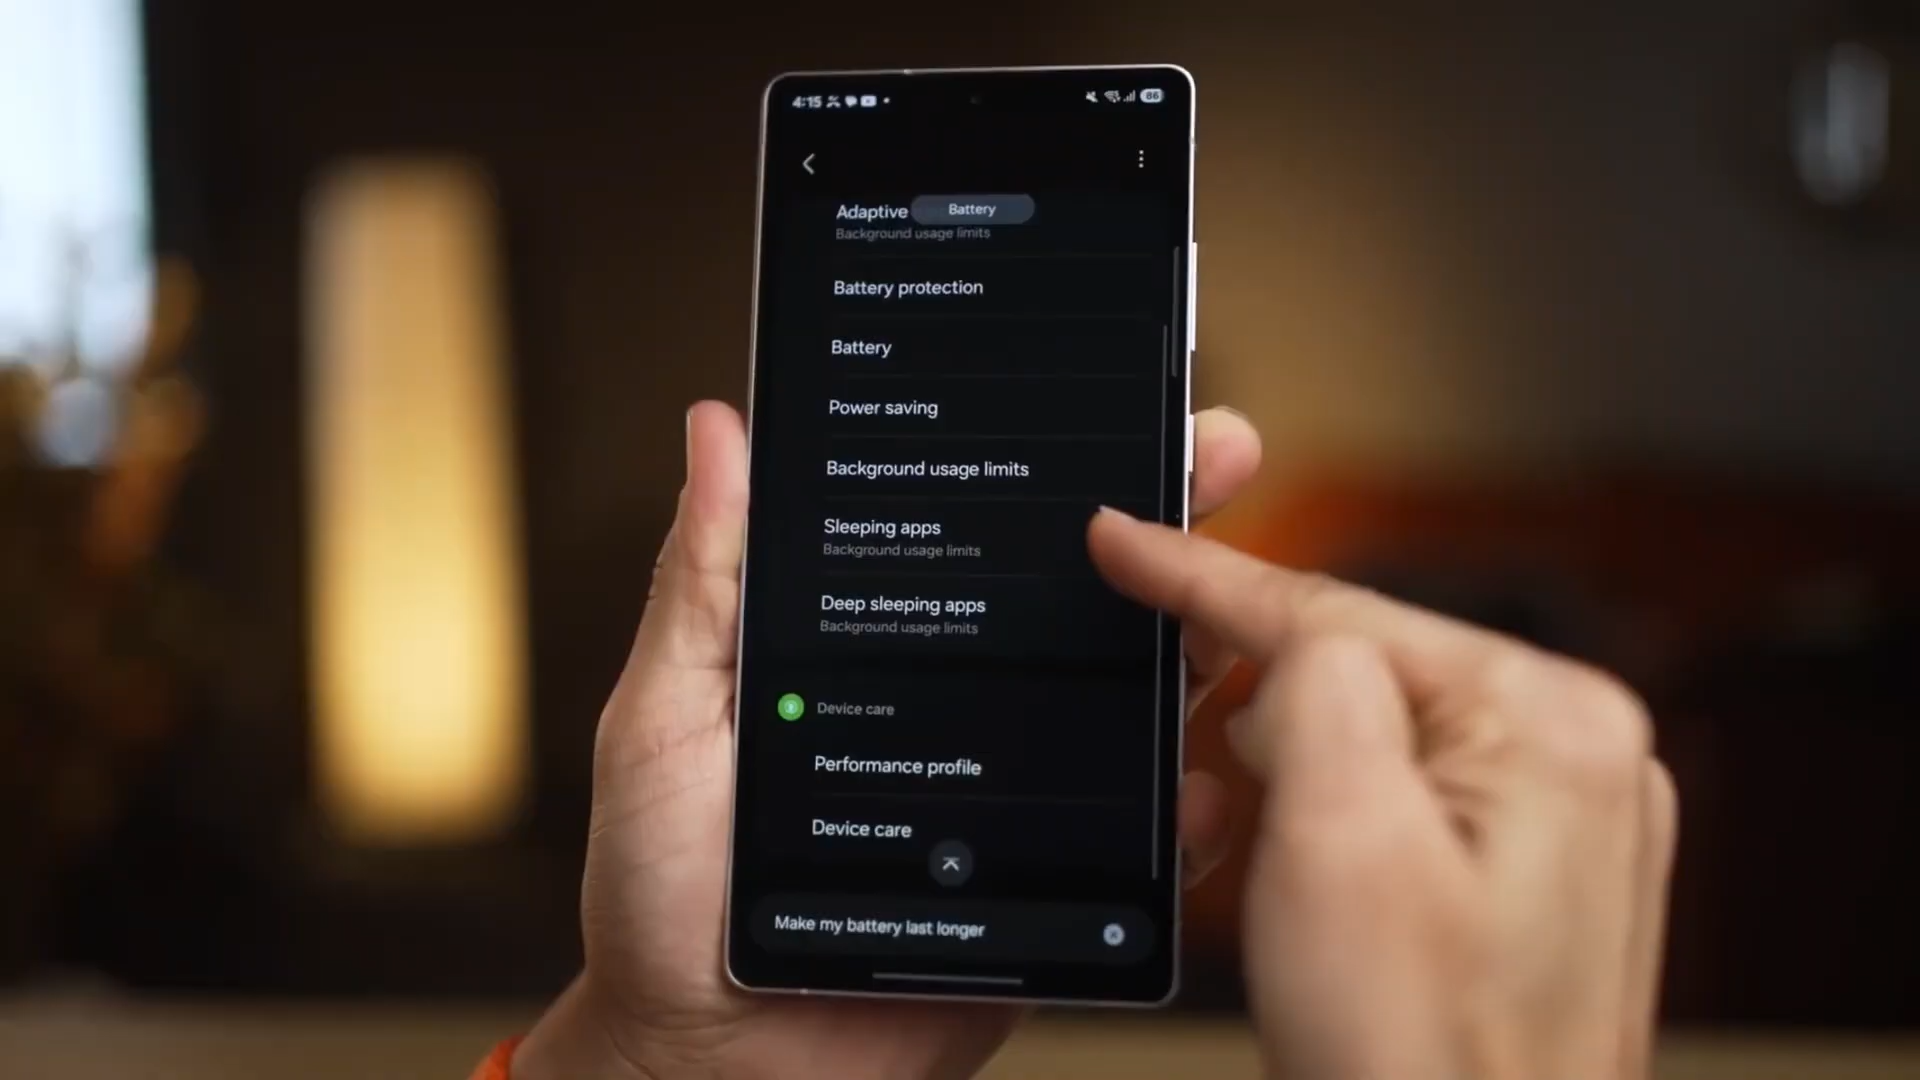 4:15
86
Adaptive
Battery
Background usage limits
Battery protection
Battery
Power saving
Background usage limits
Sleeping apps
Background usage limits
Deep sleeping apps
Background usage limits
Device care
Performance profile
Device care
Make my battery last longer